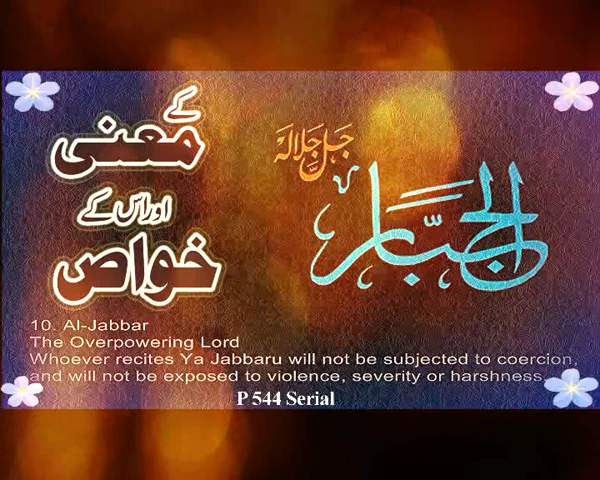 جل جلالہ
الجبار
کے معنی
اور اس کے
خواص
10. Al-Jabbar
The Overpowering Lord
Whoever recites Ya Jabbaru will not be subjected to coercion,
and will not be exposed to violence, severity or harshness.
P 544 Serial